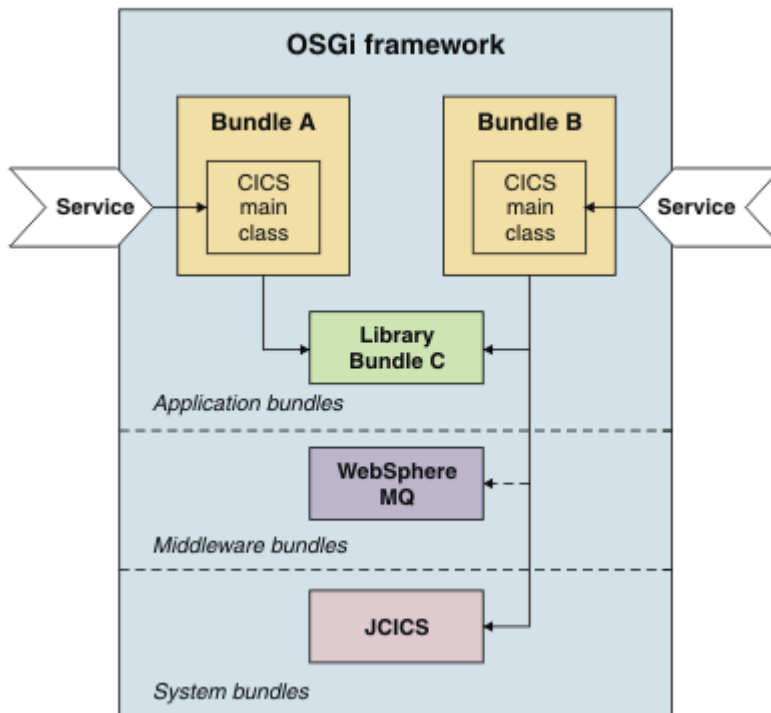 OSGi framework
Bundle A
Bundle B
CICS
main
class
CICS
main
class
Service
Service
Library
Bundle C
Application bundles
WebSphere
MQ
Middleware bundles
JCICS
System bundles